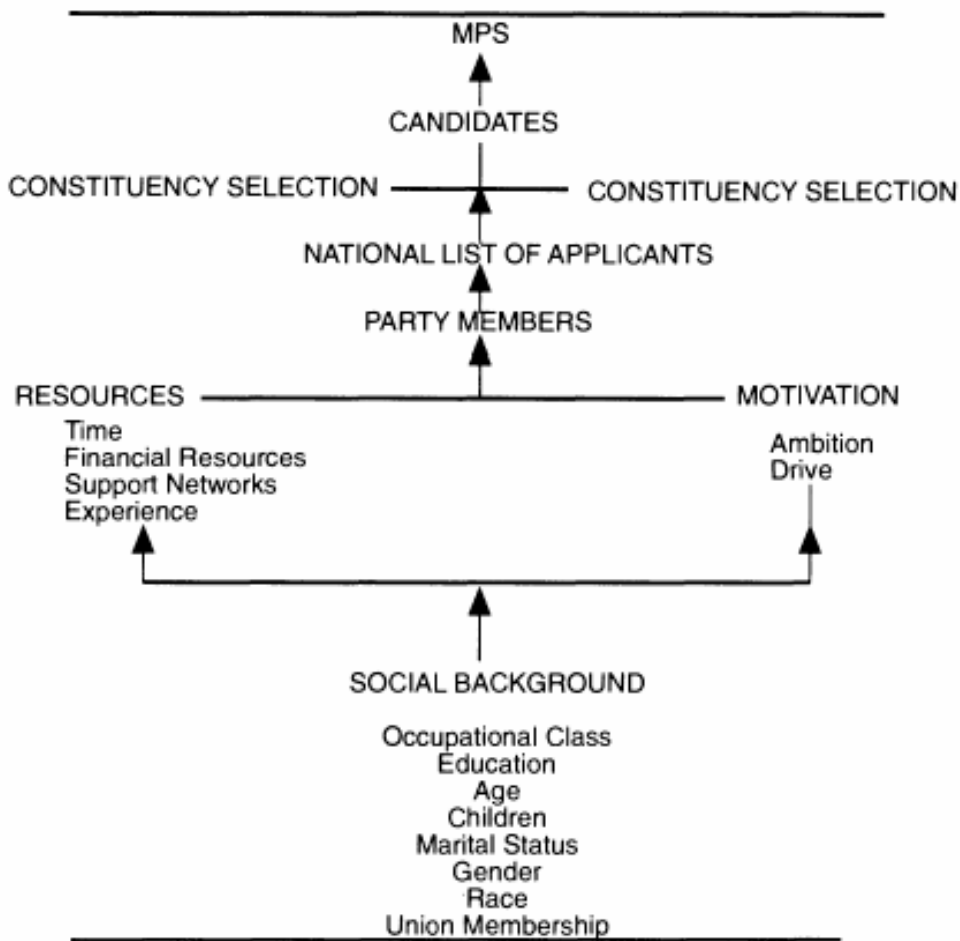 MPS
CANDIDATES
CONSTITUENCY SELECTION CONSTITUENCY SELECTION
NATIONAL LIST OF APPLICANTS
PARTY MEMBERS
RESOURCES MOTIVATION
Time
Financial Resources
Support Networks
Experience
Ambition
Drive
SOCIAL BACKGROUND
Occupational Class
Education
Age
Children
Marital Status
Gender
Race
Union Membership